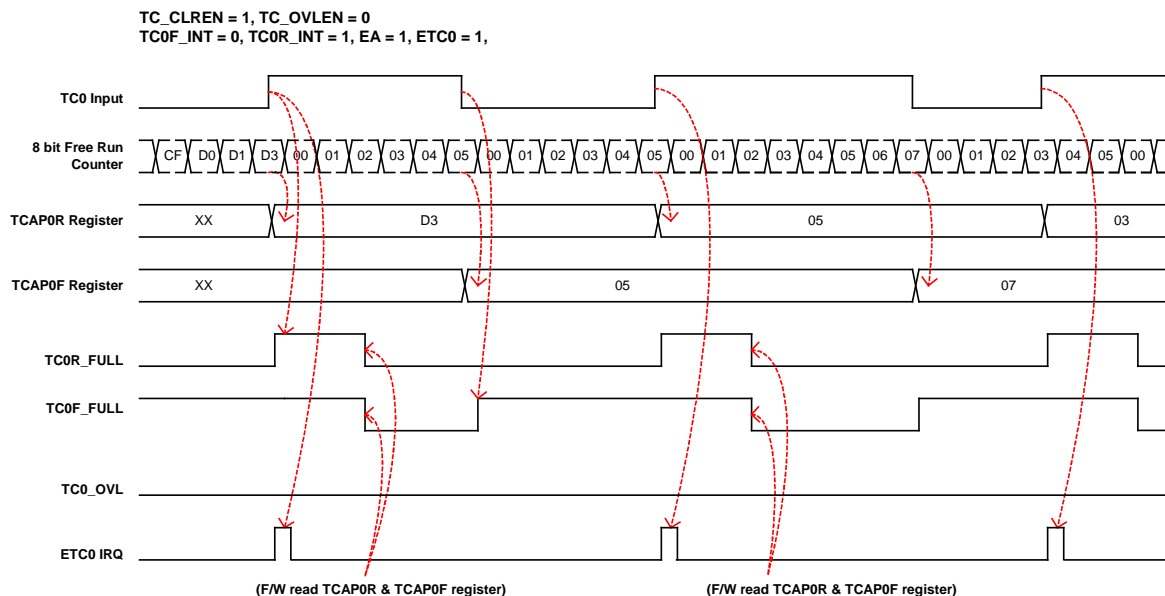 TC_CLREN = 1, TC_OVLEN = 0
TC0F_INT = 0, TC0R_INT = 1, EA = 1, ETC0 = 1,
TC0 Input
8 bit Free Run Counter
CF D0 D1 D3 00 01 02 03 04 05 00 01 02 03 04 05 00 01 02 03 04 05 06 07 00 01 02 03 04 05 00
TCAP0R Register XX D3 05 03
TCAP0F Register XX 05 07
TC0R_FULL
TC0F_FULL
TC0_OVL
ETC0 IRQ
(F/W read TCAP0R & TCAP0F register) (F/W read TCAP0R & TCAP0F register)